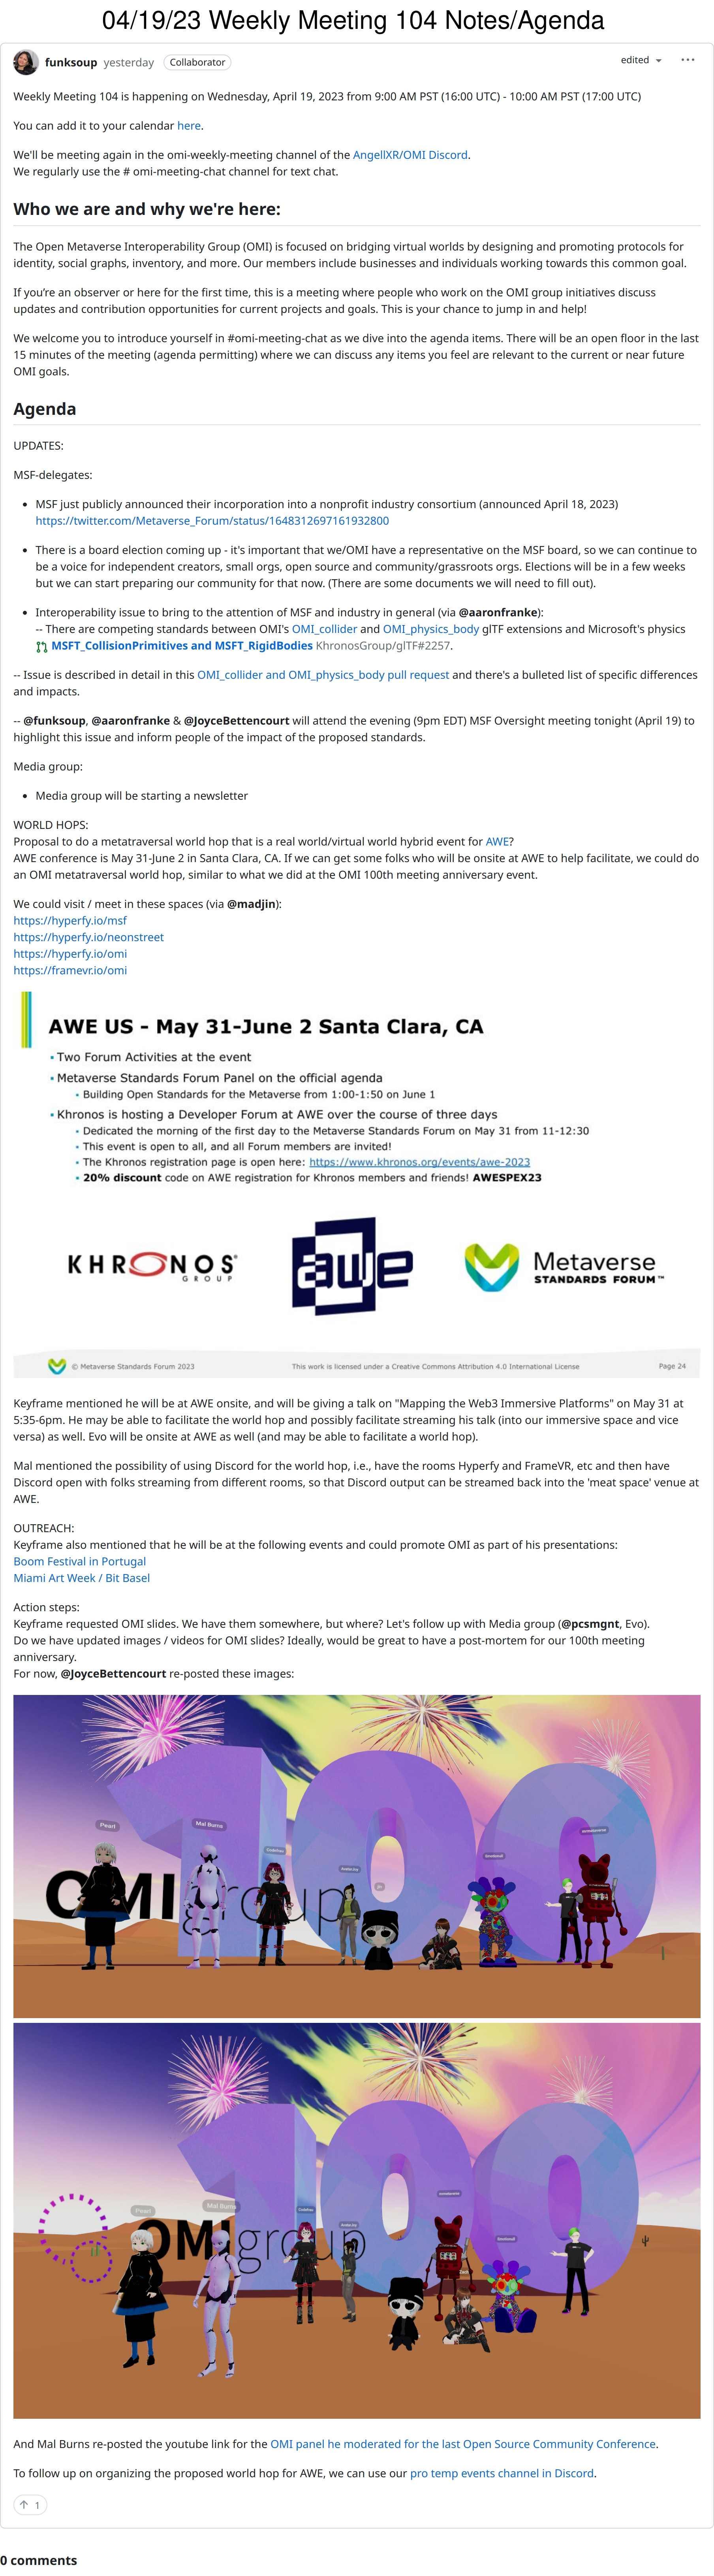 04/19/23 Weekly Meeting 104 Notes/Agenda
funksoup yesterday Collaborator edited
Weekly Meeting 104 is happening on Wednesday, April 19, 2023 from 9:00 AM PST (16:00 UTC) - 10:00 AM PST (17:00 UTC)
You can add it to your calendar here.
We'll be meeting again in the omi-weekly-meeting channel of the AngellXR/OMI Discord.
We regularly use the # omi-meeting-chat channel for text chat.
Who we are and why we're here:
The Open Metaverse Interoperability Group (OMI) is focused on bridging virtual worlds by designing and promoting protocols for
identity, social graphs, inventory, and more. Our members include businesses and individuals working towards this common goal.
If you're an observer or here for the first time, this is a meeting where people who work on the OMI group initiatives discuss
updates and contribution opportunities for current projects and goals. This is your chance to jump in and help!
We welcome you to introduce yourself in #omi-meeting-chat as we dive into the agenda items. There will be an open floor in the last
15 minutes of the meeting (agenda permitting) where we can discuss any items you feel are relevant to the current or near future
OMI goals.
Agenda
UPDATES:
MSF-delegates:
• MSF just publicly announced their incorporation into a nonprofit industry consortium (announced April 18, 2023)
https://twitter.com/Metaverse_Forum/status/1648312697161932800
• There is a board election coming up - it's important that we/OMI have a representative on the MSF board, so we can continue to
be a voice for independent creators, small orgs, open source and community/grassroots orgs. Elections will be in a few weeks
but we can start preparing our community for that now. (There are some documents we will need to fill out).
• Interoperability issue to bring to the attention of MSF and industry in general (via @aaronfranke):
-- There are competing standards between OMI's OMI_collider and OMI_physics_body glTF extensions and Microsoft's physics
MSFT_CollisionPrimitives and MSFT_RigidBodies KhronosGroup/glTF#2257.
-- Issue is described in detail in this OMI_collider and OMI_physics_body pull request and there's a bulleted list of specific differences
and impacts.
-- @funksoup, @aaronfranke & @JoyceBettencourt will attend the evening (9pm EDT) MSF Oversight meeting tonight (April 19) to
highlight this issue and inform people of the impact of the proposed standards.
Media group:
• Media group will be starting a newsletter
WORLD HOPS:
Proposal to do a metatraversal world hop that is a real world/virtual world hybrid event for AWE?
AWE conference is May 31-June 2 in Santa Clara, CA. If we can get some folks who will be onsite at AWE to help facilitate, we could do
an OMI metatraversal world hop, similar to what we did at the OMI 100th meeting anniversary event.
We could visit / meet in these spaces (via @madjin):
https://hyperfy.io/msf
https://hyperfy.io/neonstreet
https://hyperfy.io/omi
https://framevr.io/omi
AWE US - May 31-June 2 Santa Clara, CA
• Two Forum Activities at the event
• Metaverse Standards Forum Panel on the official agenda
• Building Open Standards for the Metaverse from 1:00-1:50 on June 1
• Khronos is hosting a Developer Forum at AWE over the course of three days
• Dedicated the morning of the first day to the Metaverse Standards Forum on May 31 from 11-12:30
• This event is open to all, and all Forum members are invited!
• The Khronos registration page is open here: https://www.khronos.org/events/awe-2023
• 20% discount code on AWE registration for Khronos members and friends! AWESPEX23
KHRONOS GROUP
awe
Metaverse STANDARDS FORUM™
© Metaverse Standards Forum 2023 This work is licensed under a Creative Commons Attribution 4.0 International License Page 24
Keyframe mentioned he will be at AWE onsite, and will be giving a talk on "Mapping the Web3 Immersive Platforms" on May 31 at
5:35-6pm. He may be able to facilitate the world hop and possibly facilitate streaming his talk (into our immersive space and vice
versa) as well. Evo will be onsite at AWE as well (and may be able to facilitate a world hop).
Mal mentioned the possibility of using Discord for the world hop, i.e., have the rooms Hyperfy and FrameVR, etc and then have
Discord open with folks streaming from different rooms, so that Discord output can be streamed back into the 'meat space' venue at
AWE.
OUTREACH:
Keyframe also mentioned that he will be at the following events and could promote OMI as part of his presentations:
Boom Festival in Portugal
Miami Art Week / Bit Basel
Action steps:
Keyframe requested OMI slides. We have them somewhere, but where? Let's follow up with Media group (@pcsmgnt, Evo).
Do we have updated images / videos for OMI slides? Ideally, would be great to have a post-mortem for our 100th meeting
anniversary.
For now, @JoyceBettencourt re-posted these images:
100
Pearl
Mal Burns
OMIgroup
100
Pearl
Mal Burns
OMIgroup
And Mal Burns re-posted the youtube link for the OMI panel he moderated for the last Open Source Community Conference.
To follow up on organizing the proposed world hop for AWE, we can use our pro temp events channel in Discord.
1
0 comments